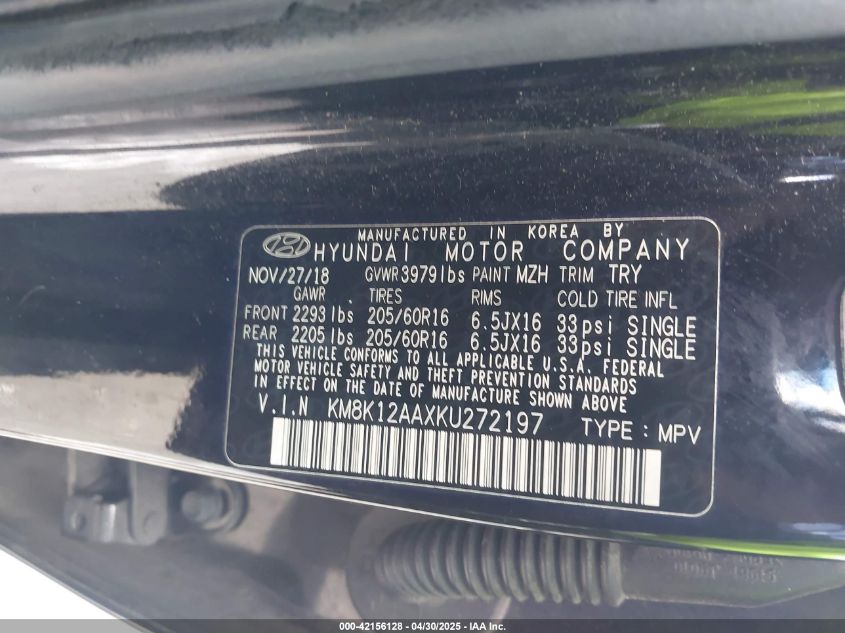 MANUFACTURED IN KOREA BY
HYUNDAI MOTOR COMPANY
NOV/27/18 GVWR 3979lbs PAINT MZH TRIM TRY
GAWR TIRES RIMS COLD TIRE INFL
FRONT 2293lbs 205/60R16 6.5JX16 33psi SINGLE
REAR 2205lbs 205/60R16 6.5JX16 33psi SINGLE
THIS VEHICLE CONFORMS TO ALL APPLICABLE U.S.A. FEDERAL
MOTOR VEHICLE SAFETY AND THEFT PREVENTION STANDARDS
IN EFFECT ON THE DATE OF MANUFACTURE SHOWN ABOVE
V.I.N KM8K12AAXKU272197 TYPE : MPV
000-42156128 - 04/30/2025 - IAAI.COM